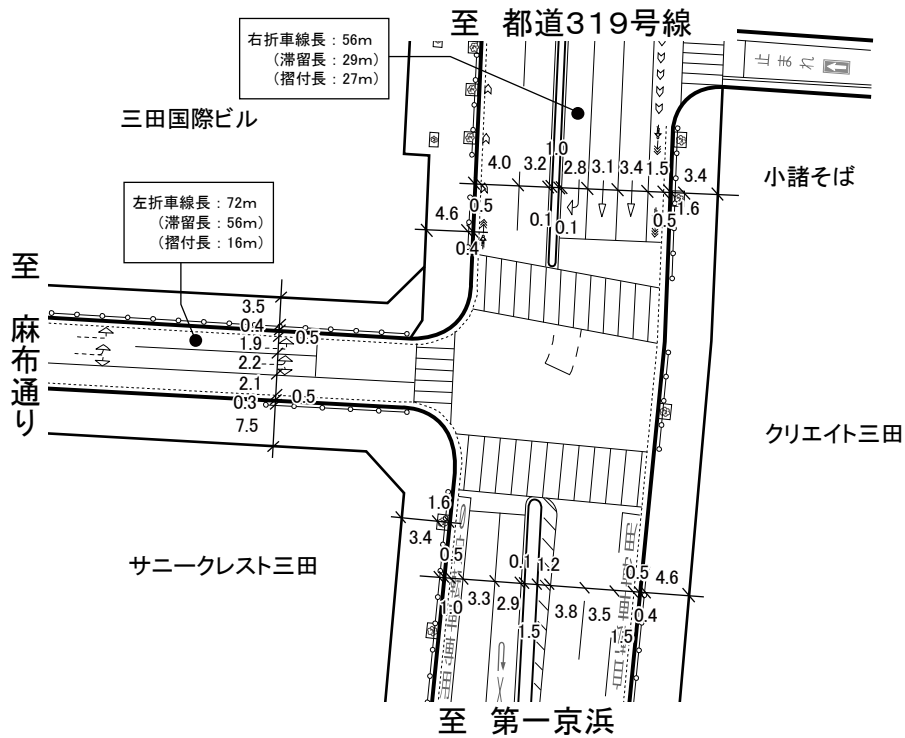 至 都道319号線
右折車線長：56m
（滞留長：29m）
（摺付長：27m）
止まれ
三田国際ビル
小諸そば
左折車線長：72m
（滞留長：56m）
（摺付長：16m）
4.0
3.2
1.0
2.8
3.1
3.4
1.5
3.4
0.5
0.1
0.1
0.5
1.6
4.6
0.4
至 麻布通り
3.5
0.4
0.5
1.9
2.2
2.1
0.3
0.5
7.5
クリエイト三田
サニークレスト三田
1.6
3.4
0.5
1.0
3.3
2.9
0.1
1.2
1.5
3.8
3.5
1.5
0.5
0.4
4.6
至 第一京浜